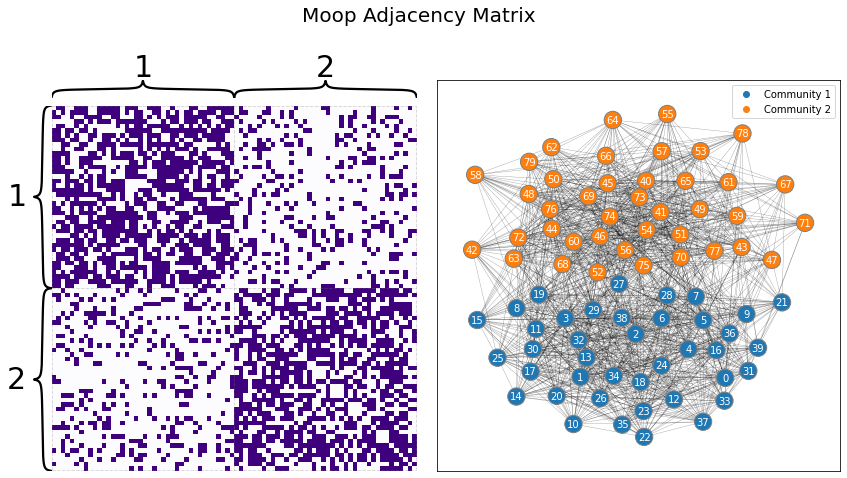 Moop Adjacency Matrix
1 2
1
2
Community 1
Community 2
55
64
78
62 57 53
66
79
58 50 45 40 65 61 67
48 69 73
76 74 41 49 59 71
44 54
72 60 46 51
42 63 56 77 43
68 52 75 70 47
27
19 28 7 21
8 29 9
15 3 38 6 5
11 2 36
32
30 13 4 16 39
25 17 24 31
1 34 18 0
14 20 26 12 33
23
10 35 37
22